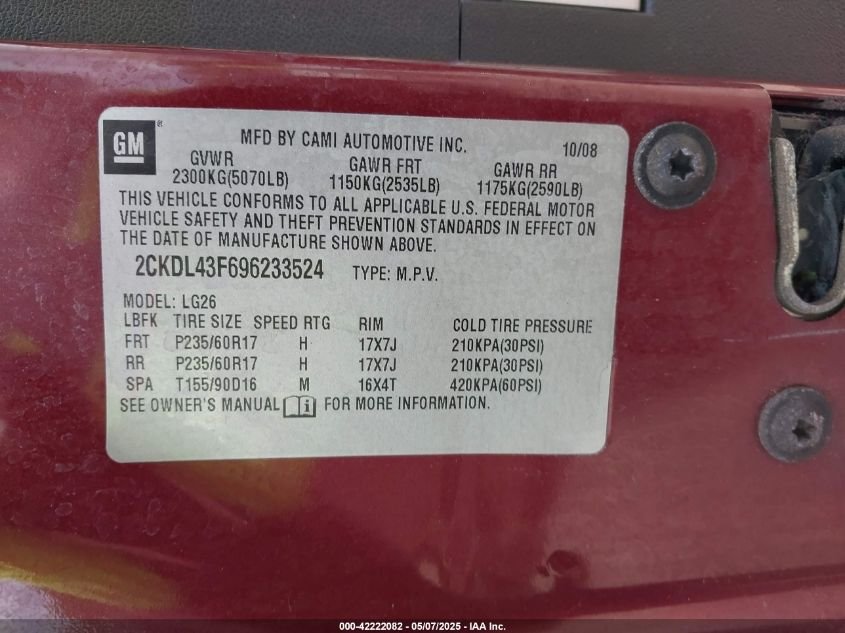 GM
®
MFD BY CAMI AUTOMOTIVE INC. 10/08
GVWR GAWR FRT GAWR RR
2300KG(5070LB) 1150KG(2535LB) 1175KG(2590LB)
THIS VEHICLE CONFORMS TO ALL APPLICABLE U.S. FEDERAL MOTOR
VEHICLE SAFETY AND THEFT PREVENTION STANDARDS IN EFFECT ON
THE DATE OF MANUFACTURE SHOWN ABOVE.
2CKDL43F696233524 TYPE: M.P.V.
MODEL: LG26
LBFK TIRE SIZE SPEED RTG RIM COLD TIRE PRESSURE
FRT P235/60R17 H 17X7J 210KPA(30PSI)
RR P235/60R17 H 17X7J 210KPA(30PSI)
SPA T155/90D16 M 16X4T 420KPA(60PSI)
SEE OWNER'S MANUAL i FOR MORE INFORMATION.
000-42222082 - 05/07/2025 - IAA Inc.